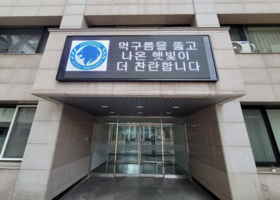 먹구름을 뚫고
나온 햇빛이
더 찬란합니다